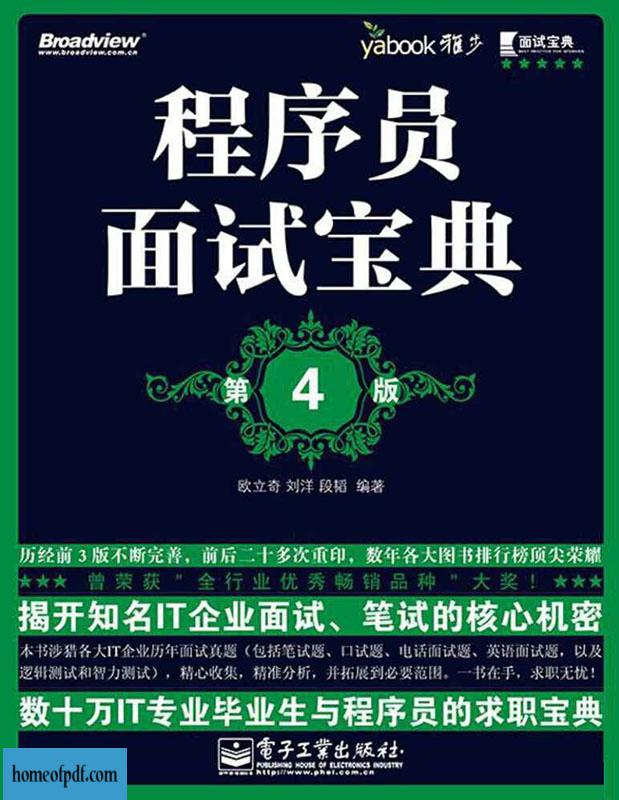 Broadview®
www.broadview.com.cn
yabook 雅步
面试宝典
BEST PRACTICE FOR INTERVIEW
★★★★★
程序员
面试宝典
第 4 版
欧立奇 刘洋 段韬 编著
历经前3版不断完善，前后二十多次重印，数年各大图书排行榜顶尖荣耀
★★★ 曾荣获"全行业优秀畅销品种"大奖！ ★★★
揭开知名IT企业面试、笔试的核心机密
本书涉猎各大IT企业历年面试真题（包括笔试题、口试题、电话面试题、英语面试题，以及
逻辑测试和智力测试），精心收集，精准分析，并拓展到必要范围。一书在手，求职无忧！
数十万IT专业毕业生与程序员的求职宝典
電子工業出版社·
PUBLISHING HOUSE OF ELECTRONICS INDUSTRY
http://www.phei.com.cn
homeofpdf.com